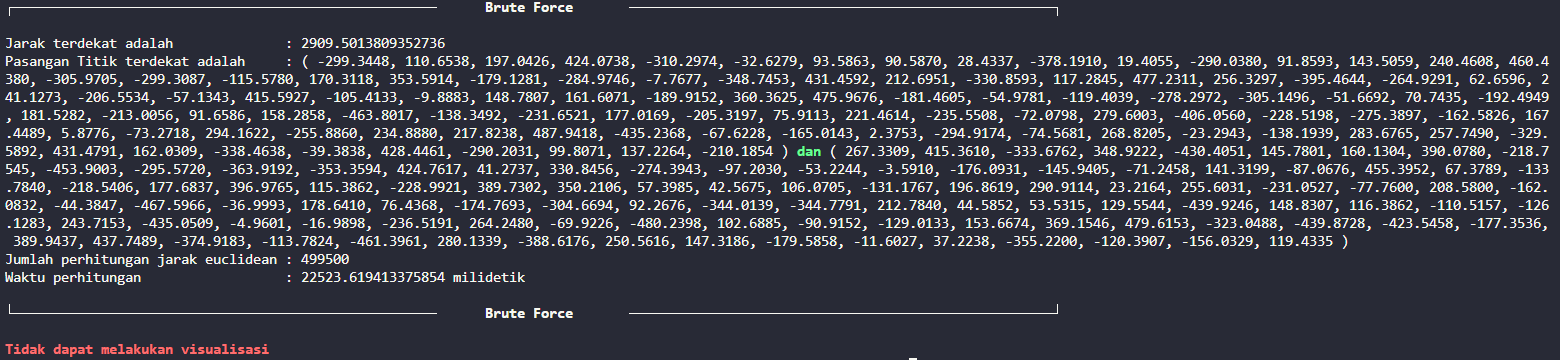 Brute Force
Jarak terdekat adalah : 2909.5013809352736
Pasangan Titik terdekat adalah : ( -299.3448, 110.6538, 197.0426, 424.0738, -310.2974, -32.6279, 93.5863, 90.5870, 28.4337, -378.1910, 19.4055, -290.0380, 91.8593, 143.5059, 240.4608, 460.4
380, -305.9705, -299.3087, -115.5780, 170.3118, 353.5914, -179.1281, -284.9746, -7.7677, -348.7453, 431.4592, 212.6951, -330.8593, 117.2845, 477.2311, 256.3297, -395.4644, -264.9291, 62.6596, 2
41.1273, -206.5534, -57.1343, 415.5927, -105.4133, -9.8883, 148.7807, 161.6071, -189.9152, 360.3625, 475.9676, -181.4605, -54.9781, -119.4039, -278.2972, -305.1496, -51.6692, 70.7435, -192.4949
, 181.5282, -213.0056, 91.6586, 158.2858, -463.8017, -138.3492, -231.6521, 177.0169, -205.3197, 75.9113, 221.4614, -235.5508, -72.0798, 279.6003, -406.0560, -228.5198, -275.3897, -162.5826, 167
.4489, 5.8776, -73.2718, 294.1622, -255.8860, 234.8880, 217.8238, 487.9418, -435.2368, -67.6228, -165.0143, 2.3753, -294.9174, -74.5681, 268.8205, -23.2943, -138.1939, 283.6765, 257.7490, -329.
5892, 431.4791, 162.0309, -338.4638, -39.3838, 428.4461, -290.2031, 99.8071, 137.2264, -210.1854 ) dan ( 267.3309, 415.3610, -333.6762, 348.9222, -430.4051, 145.7801, 160.1304, 390.0780, -218.7
545, -453.9003, -295.5720, -363.9192, -353.3594, 424.7617, 41.2737, 330.8456, -274.3943, -97.2030, -53.2244, -3.5910, -176.0931, -145.9405, -71.2458, 141.3199, -87.0676, 455.3952, 67.3789, -133
.7840, -218.5406, 177.6837, 396.9765, 115.3862, -228.9921, 389.7302, 350.2106, 57.3985, 42.5675, 106.0705, -131.1767, 196.8619, 290.9114, 23.2164, 255.6031, -231.0527, -77.7600, 208.5800, -162.
0832, -44.3847, -467.5966, -36.9993, 178.6410, 76.4368, -174.7693, -304.6694, 92.2676, -344.0139, -344.7791, 212.7840, 44.5852, 53.5315, 129.5544, -439.9246, 148.8307, 116.3862, -110.5157, -126
.1283, 243.7153, -435.0509, -4.9601, -16.9898, -236.5191, 264.2480, -69.9226, -480.2398, 102.6885, -90.9152, -129.0133, 153.6674, 369.1546, 479.6153, -323.0488, -439.8728, -423.5458, -177.3536,
389.9437, 437.7489, -374.9183, -113.7824, -461.3961, 280.1339, -388.6176, 250.5616, 147.3186, -179.5858, -11.6027, 37.2238, -355.2200, -120.3907, -156.0329, 119.4335 )
Jumlah perhitungan jarak euclidean : 499500
Waktu perhitungan : 22523.619413375854 milidetik
Brute Force
Tidak dapat melakukan visualisasi